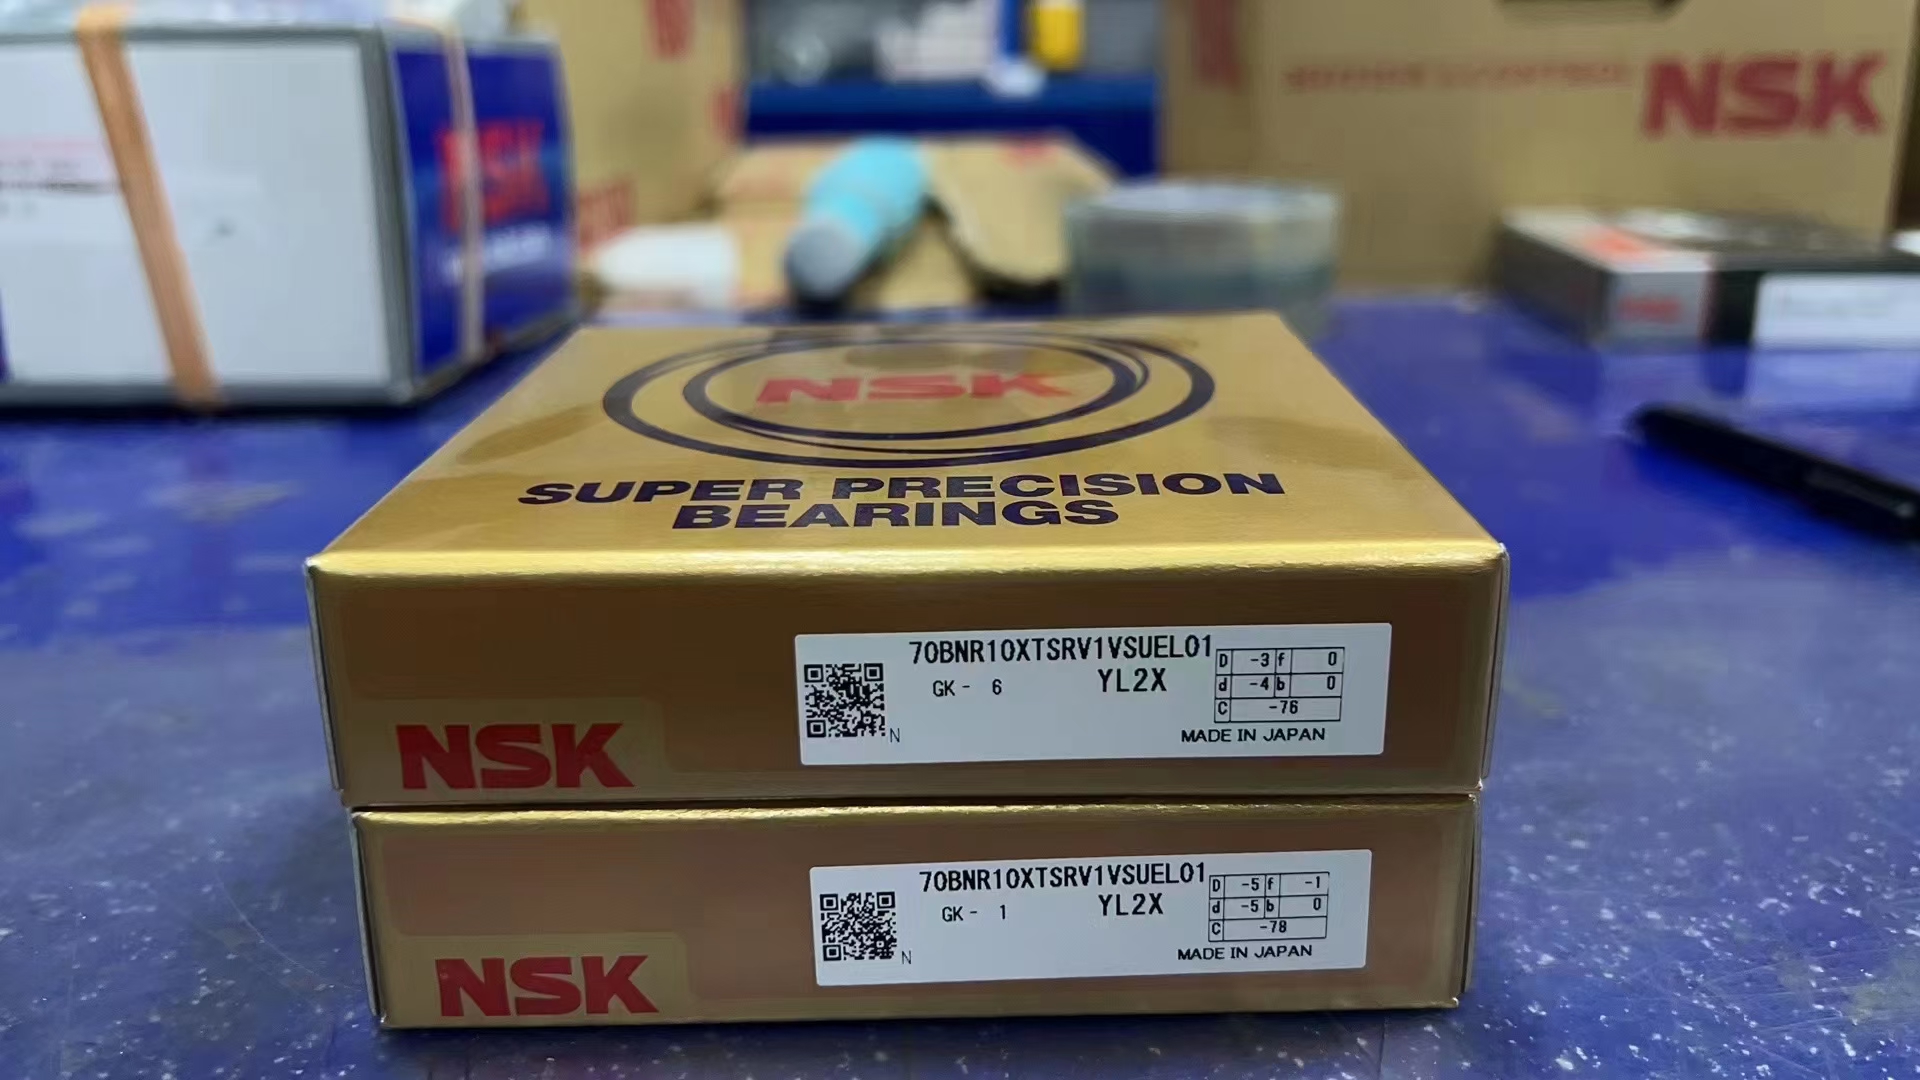 NSK
NSK
NSK
SUPER PRECISION
BEARINGS
70BNR10XTSRV1VSUEL01
GK - 6 YL2X
D -3 f 0
d -4 b 0
C -76
N
MADE IN JAPAN
NSK
70BNR10XTSRV1VSUEL01
GK - 1 YL2X
D -5 f -1
d -5 b 0
C -78
N
MADE IN JAPAN
NSK